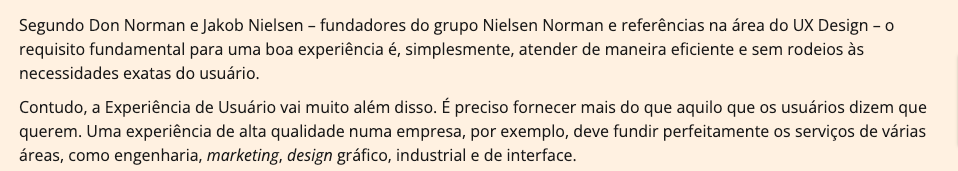 Segundo Don Norman e Jakob Nielsen – fundadores do grupo Nielsen Norman e referências na área do UX Design – o
requisito fundamental para uma boa experiência é, simplesmente, atender de maneira eficiente e sem rodeios às
necessidades exatas do usuário.
Contudo, a Experiência de Usuário vai muito além disso. É preciso fornecer mais do que aquilo que os usuários dizem que
querem. Uma experiência de alta qualidade numa empresa, por exemplo, deve fundir perfeitamente os serviços de várias
áreas, como engenharia, marketing, design gráfico, industrial e de interface.